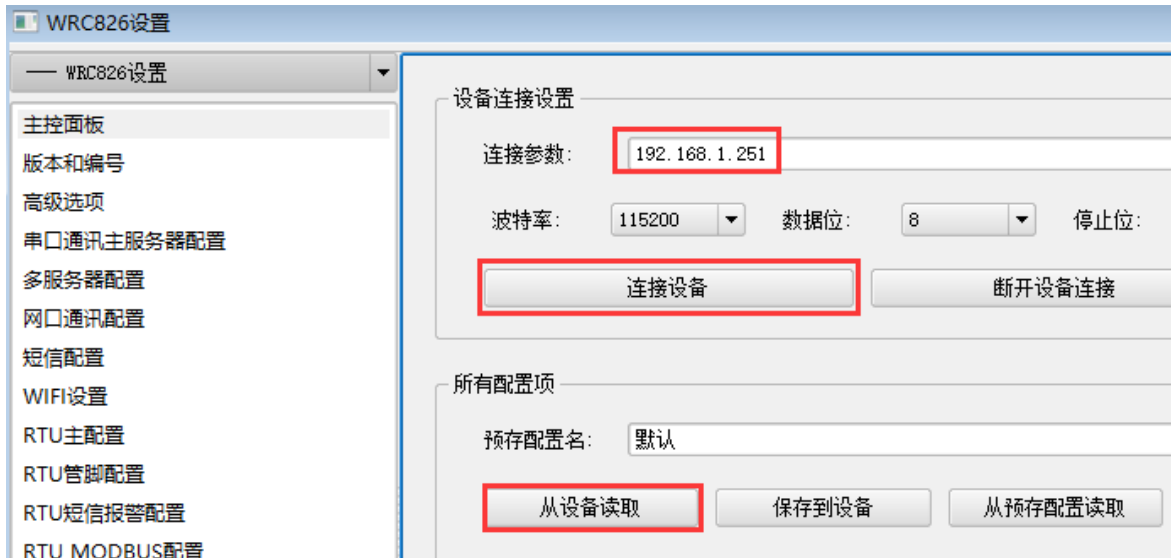 WRC826设置
── WRC826设置
主控面板
版本和编号
高级选项
串口通讯主服务器配置
多服务器配置
网口通讯配置
短信配置
WIFI设置
RTU主配置
RTU管脚配置
RTU短信报警配置
RTU MODBUS配置
设备连接设置
连接参数: 192.168.1.251
波特率: 115200 数据位: 8 停止位:
连接设备 断开设备连接
所有配置项
预存配置名: 默认
从设备读取 保存到设备 从预存配置读取